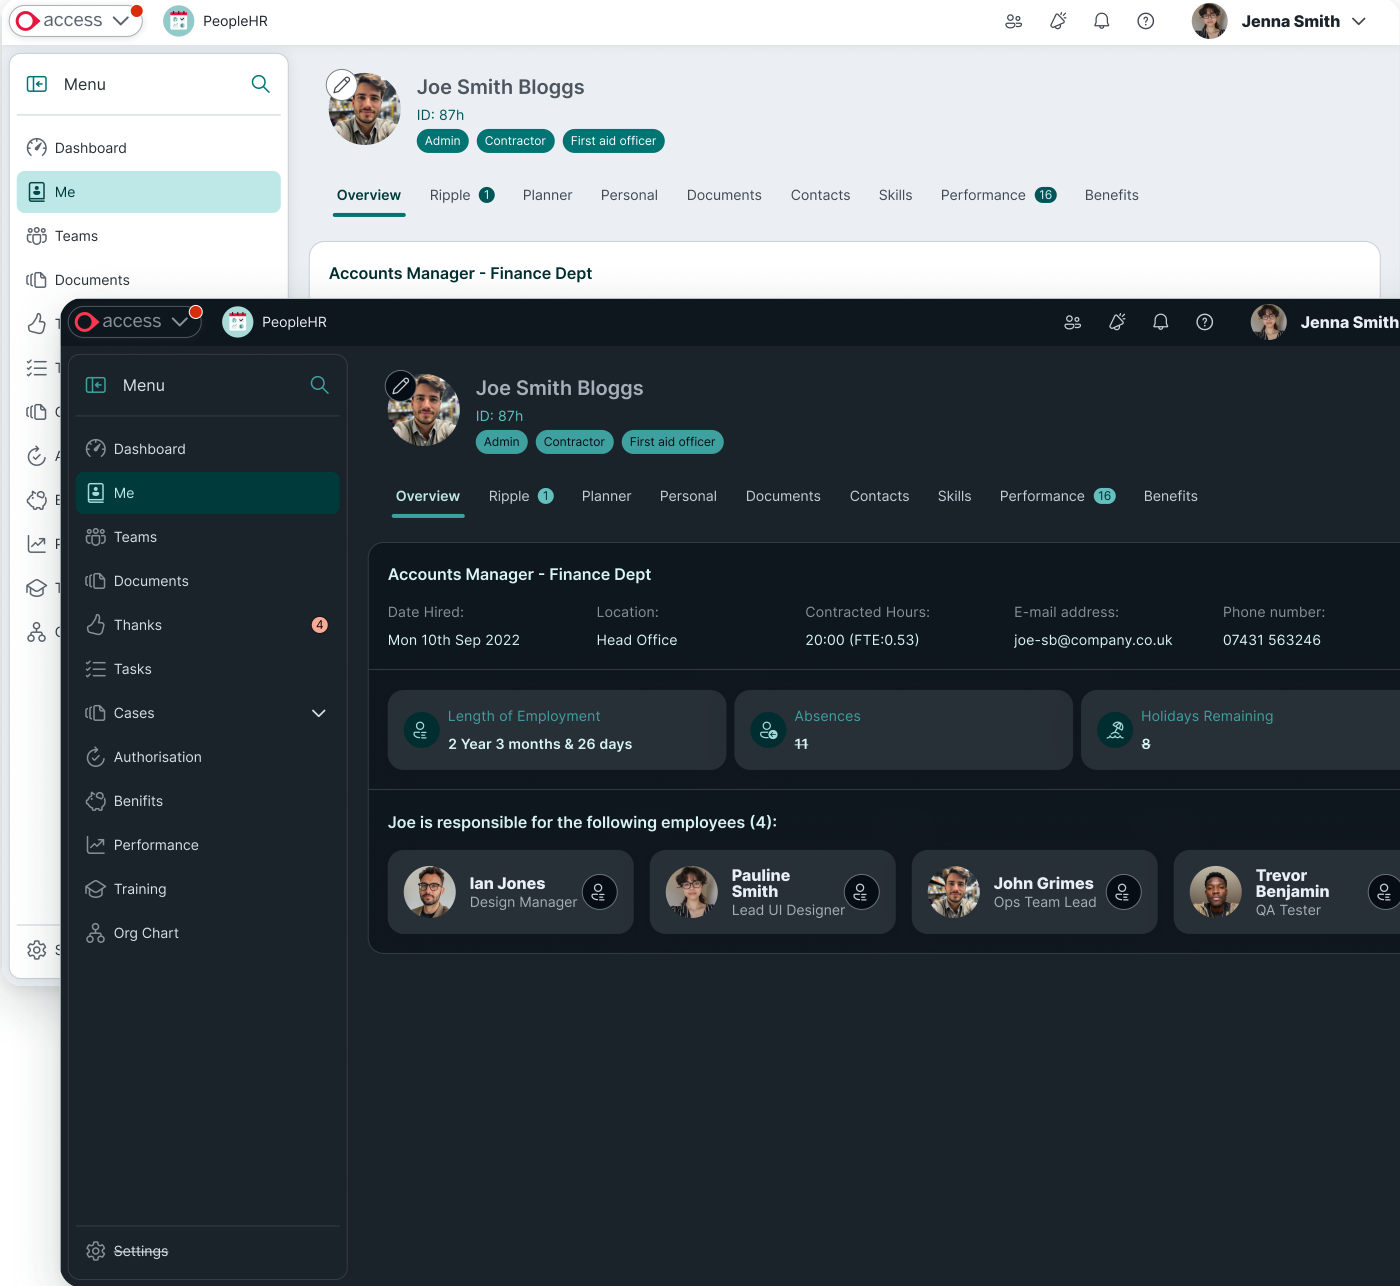 access
PeopleHR
Jenna Smith
Menu
Joe Smith Bloggs
ID: 87h
Admin
Contractor
First aid officer
Dashboard
Me
Teams
Documents
Overview
Ripple 1
Planner
Personal
Documents
Contacts
Skills
Performance 16
Benefits
Accounts Manager - Finance Dept
access
PeopleHR
Jenna Smith
Menu
Joe Smith Bloggs
ID: 87h
Admin
Contractor
First aid officer
Dashboard
Me
Teams
Documents
Thanks 4
Tasks
Cases
Authorisation
Benifits
Performance
Training
Org Chart
Settings
Overview
Ripple 1
Planner
Personal
Documents
Contacts
Skills
Performance 16
Benefits
Accounts Manager - Finance Dept
Date Hired:
Mon 10th Sep 2022
Location:
Head Office
Contracted Hours:
20:00 (FTE:0.53)
E-mail address:
joe-sb@company.co.uk
Phone number:
07431 563246
Length of Employment
2 Year 3 months & 26 days
Absences
11
Holidays Remaining
8
Joe is responsible for the following employees (4):
Ian Jones
Design Manager
Pauline
Smith
Lead UI Designer
John Grimes
Ops Team Lead
Trevor
Benjamin
QA Tester